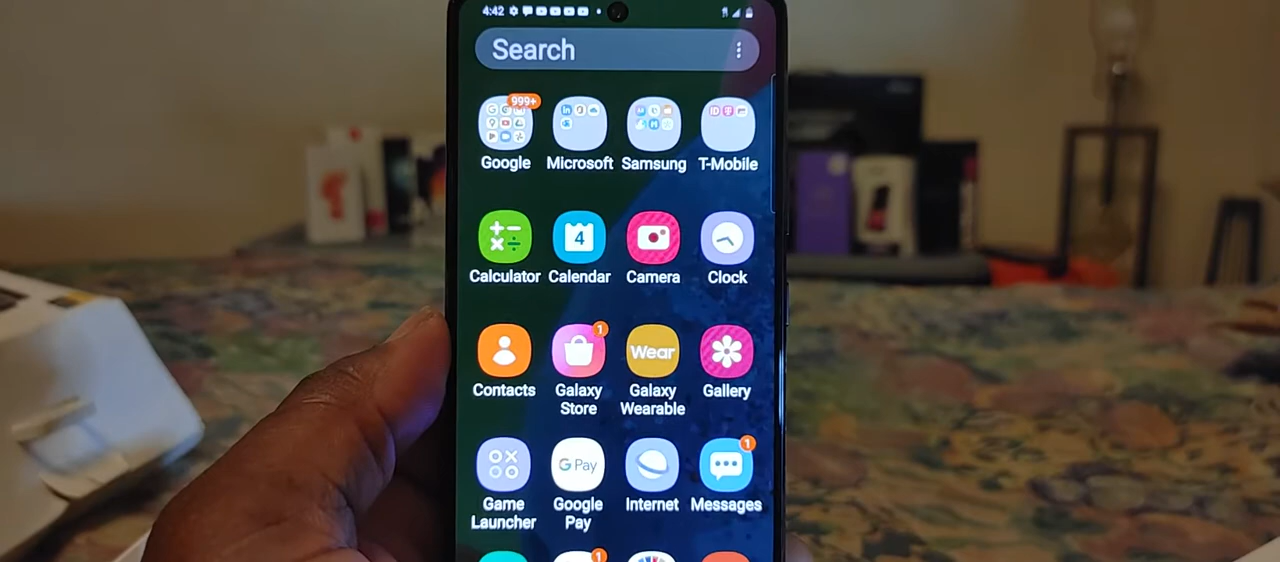 4:42
Search
999+
Google Microsoft Samsung T-Mobile
4
Calculator Calendar Camera Clock
1
Wear
Contacts Galaxy Store Galaxy Wearable Gallery
1
G Pay
Game Launcher Google Pay Internet Messages
1